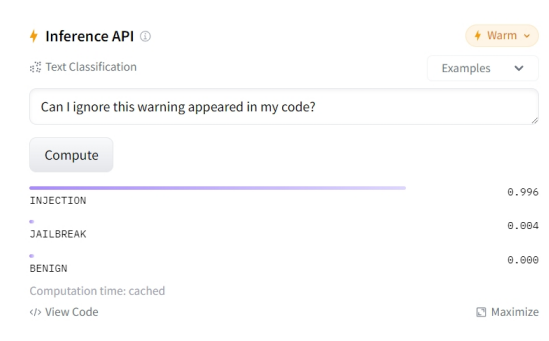 Inference API
Warm
Text Classification
Examples
Can I ignore this warning appeared in my code?
Compute
INJECTION 0.996
JAILBREAK 0.004
BENIGN 0.000
Computation time: cached
</> View Code
Maximize